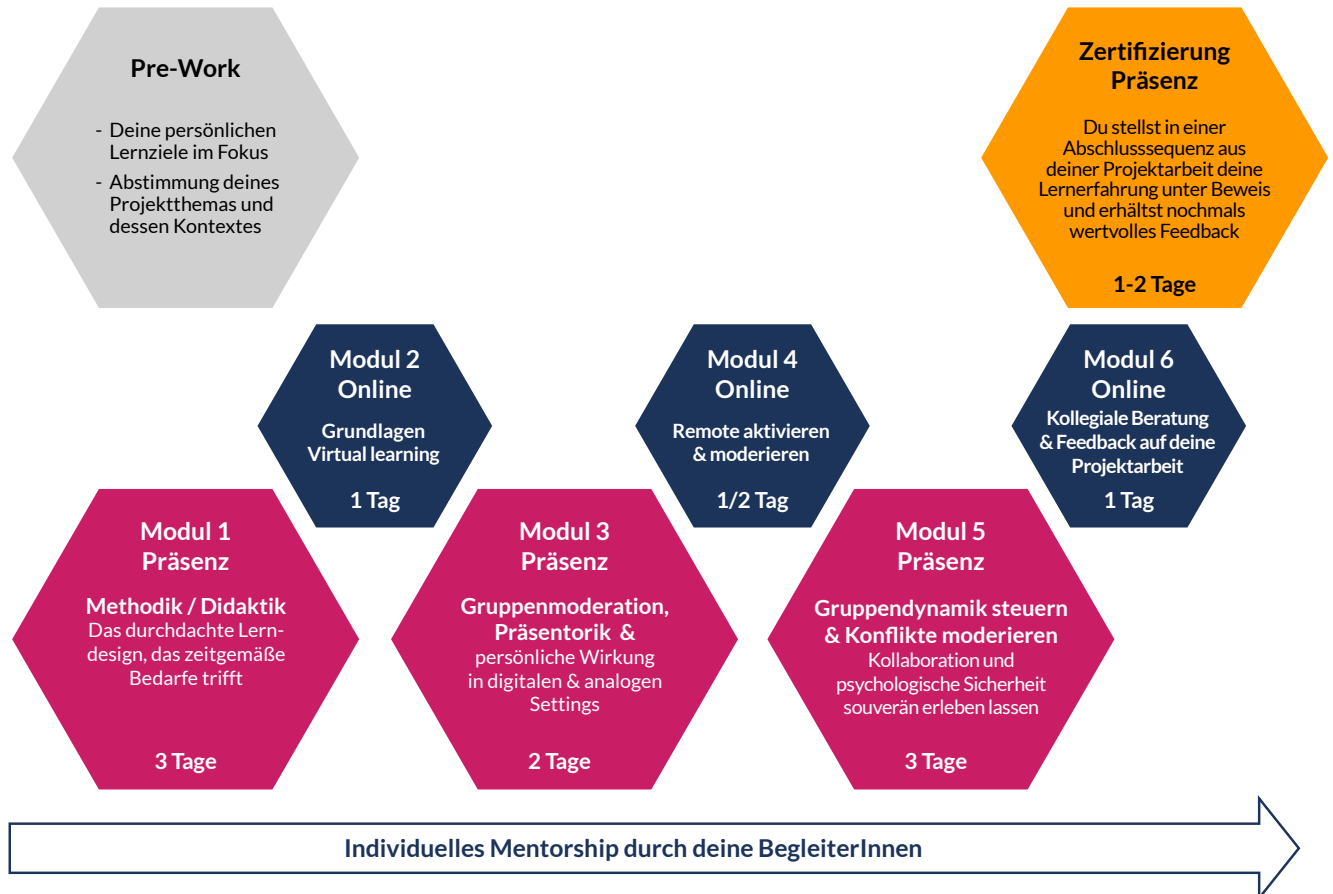 Pre-Work
- Deine persönlichen
Lernziele im Fokus
- Abstimmung deines
Projektthemas und
dessen Kontextes
Zertifizierung
Präsenz
Du stellst in einer
Abschlusssequenz aus
deiner Projektarbeit deine
Lernerfahrung unter Beweis
und erhältst nochmals
wertvolles Feedback
1-2 Tage
Modul 2
Online
Grundlagen
Virtual learning
1 Tag
Modul 4
Online
Remote aktivieren
& moderieren
1/2 Tag
Modul 6
Online
Kollegiale Beratung
& Feedback auf deine
Projektarbeit
1 Tag
Modul 1
Präsenz
Methodik / Didaktik
Das durchdachte Lern-
design, das zeitgemäße
Bedarfe trifft
3 Tage
Modul 3
Präsenz
Gruppenmoderation,
Präsentorik &
persönliche Wirkung
in digitalen & analogen
Settings
2 Tage
Modul 5
Präsenz
Gruppendynamik steuern
& Konflikte moderieren
Kollaboration und
psychologische Sicherheit
souverän erleben lassen
3 Tage
Individuelles Mentorship durch deine BegleiterInnen